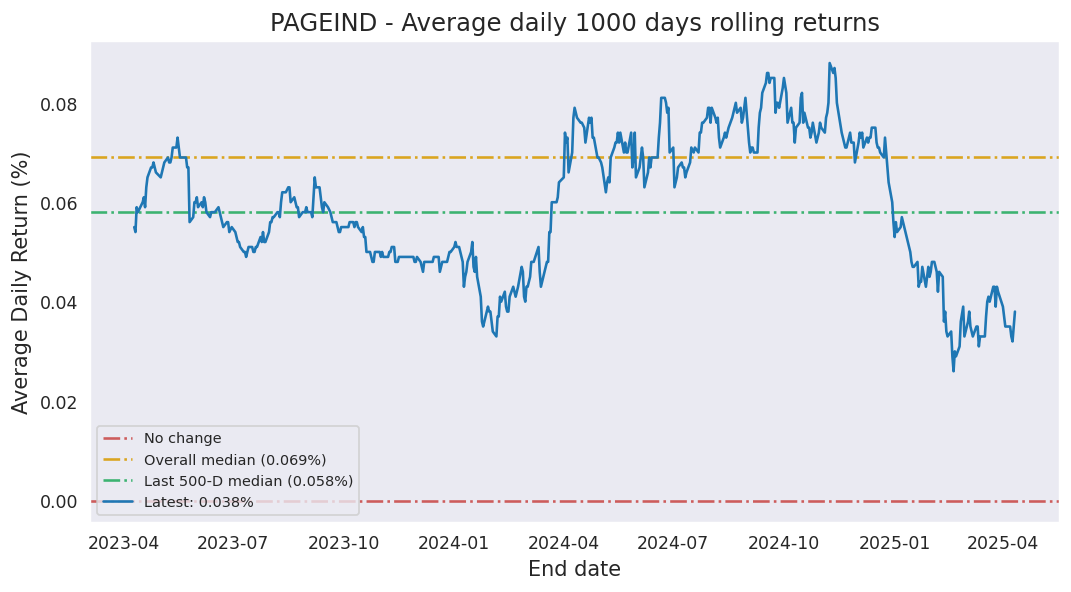 PAGEIND - Average daily 1000 days rolling returns
Average Daily Return (%)
0.08
0.06
0.04
0.02
0.00
No change
Overall median (0.069%)
Last 500-D median (0.058%)
Latest: 0.038%
2023-04 2023-07 2023-10 2024-01 2024-04 2024-07 2024-10 2025-01 2025-04
End date